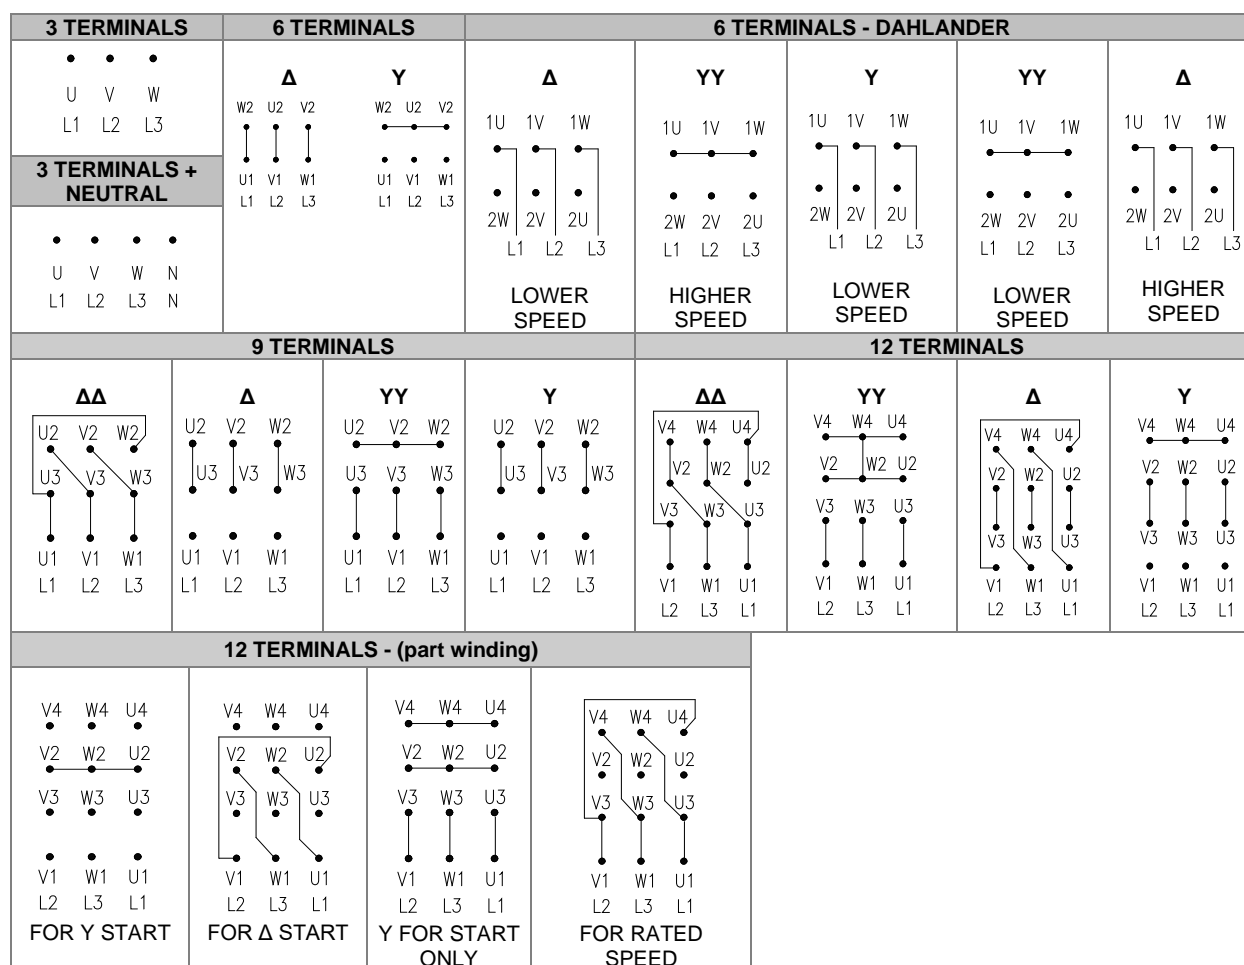 3 TERMINALS
6 TERMINALS
6 TERMINALS - DAHLANDER
U V W
L1 L2 L3
3 TERMINALS +
NEUTRAL
U V W N
L1 L2 L3 N
Δ Y
W2 U2 V2 W2 U2 V2
U1 V1 W1 U1 V1 W1
L1 L2 L3 L1 L2 L3
Δ
1U 1V 1W
2W 2V 2U
L1 L2 L3
LOWER
SPEED
YY
1U 1V 1W
2W 2V 2U
L1 L2 L3
HIGHER
SPEED
Y
1U 1V 1W
2W 2V 2U
L1 L2 L3
LOWER
SPEED
YY
1U 1V 1W
2W 2V 2U
L1 L2 L3
LOWER
SPEED
Δ
1U 1V 1W
2W 2V 2U
L1 L2 L3
HIGHER
SPEED
9 TERMINALS
12 TERMINALS
ΔΔ
U2 V2 W2
U3 V3 W3
U1 V1 W1
L1 L2 L3
Δ
U2 V2 W2
U3 V3 W3
U1 V1 W1
L1 L2 L3
YY
U2 V2 W2
U3 V3 W3
U1 V1 W1
L1 L2 L3
Y
U2 V2 W2
U3 V3 W3
U1 V1 W1
L1 L2 L3
ΔΔ
V4 W4 U4
V2 W2 U2
V3 W3 U3
V1 W1 U1
L2 L3 L1
YY
V4 W4 U4
V2 W2 U2
V3 W3 U3
V1 W1 U1
L2 L3 L1
Δ
V4 W4 U4
V2 W2 U2
V3 W3 U3
V1 W1 U1
L2 L3 L1
Y
V4 W4 U4
V2 W2 U2
V3 W3 U3
V1 W1 U1
L2 L3 L1
12 TERMINALS - (part winding)
V4 W4 U4
V2 W2 U2
V3 W3 U3
V1 W1 U1
L2 L3 L1
FOR Y START
V4 W4 U4
V2 W2 U2
V3 W3 U3
V1 W1 U1
L2 L3 L1
FOR Δ START
V4 W4 U4
V2 W2 U2
V3 W3 U3
V1 W1 U1
L2 L3 L1
Y FOR START
ONLY
V4 W4 U4
V2 W2 U2
V3 W3 U3
V1 W1 U1
L2 L3 L1
FOR RATED
SPEED